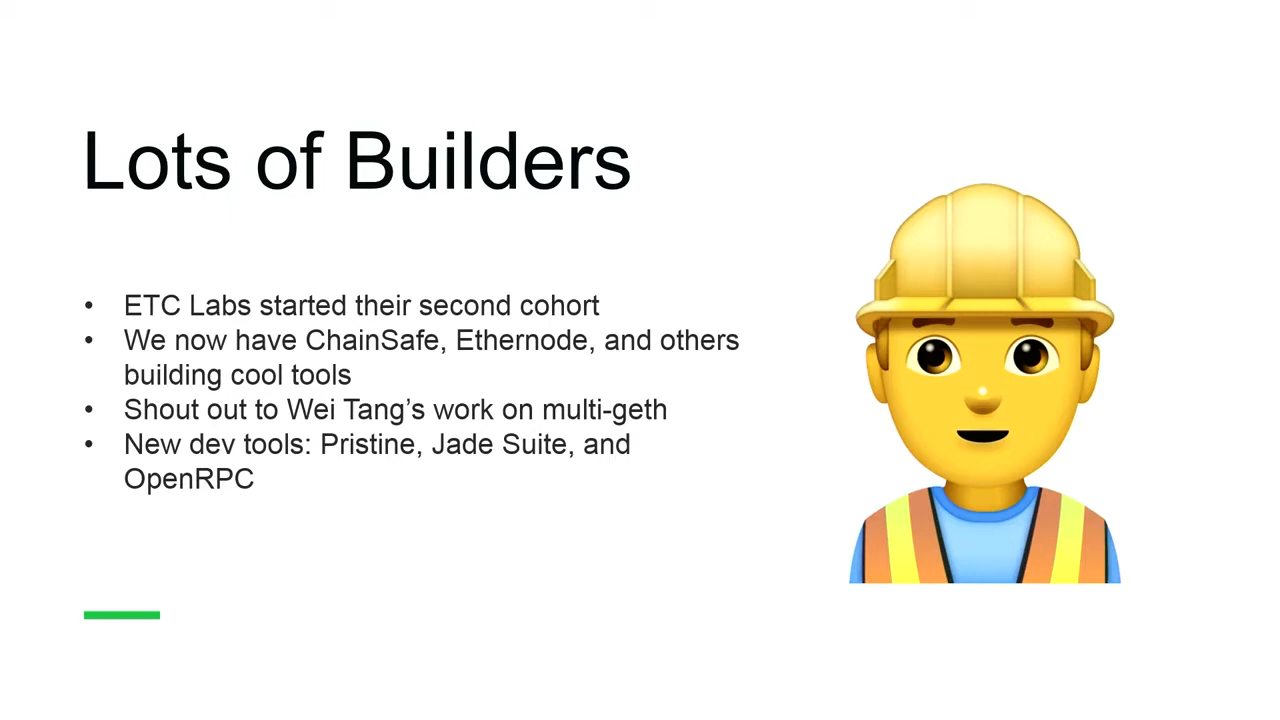 Lots of Builders
• ETC Labs started their second cohort
• We now have ChainSafe, Ethernode, and others
building cool tools
• Shout out to Wei Tang’s work on multi-geth
• New dev tools: Pristine, Jade Suite, and
OpenRPC